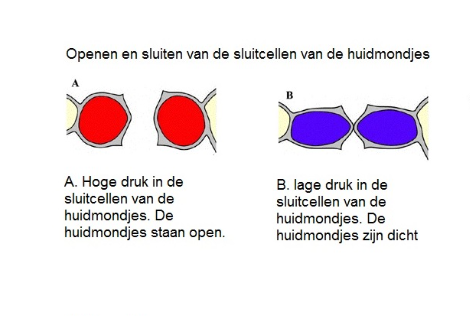 Openen en sluiten van de sluitcellen van de huidmondjes
A
B
A. Hoge druk in de
sluitcellen van de
huidmondjes. De
huidmondjes staan open.
B. lage druk in de
sluitcellen van de
huidmondjes. De
huidmondjes zijn dicht